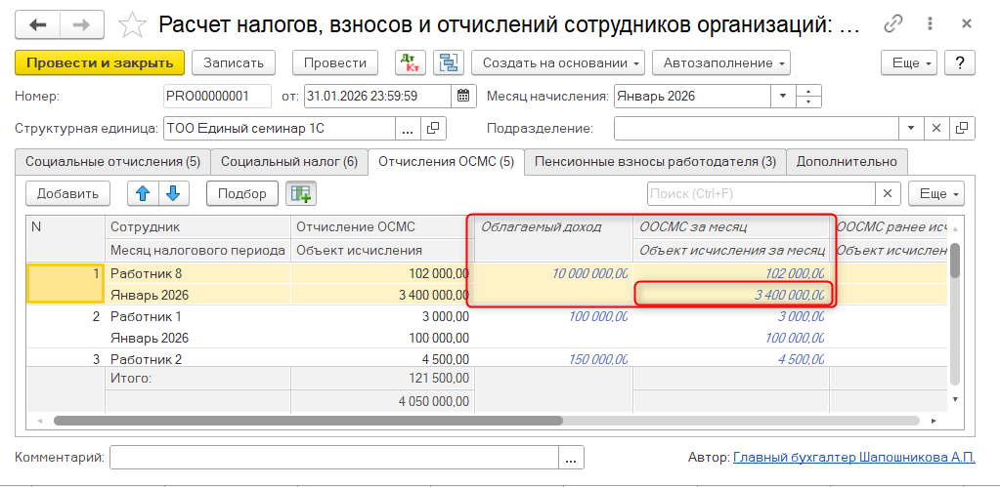 Расчет налогов, взносов и отчислений сотрудников организаций: ...
Провести и закрыть Записать Провести Дт Кт Создать на основании Автозаполнение Еще ?
Номер: PRO00000001 от: 31.01.2026 23:59:59 Месяц начисления: Январь 2026
Структурная единица: ТОО Единый семинар 1С ... Подразделение:
Социальные отчисления (5) Социальный налог (6) Отчисления ОСМС (5) Пенсионные взносы работодателя (3) Дополнительно
Добавить Подбор Поиск (Ctrl+F) Еще
N Сотрудник Отчисление ОСМС Облагаемый доход ООСМС за месяц ООСМС ранее исч
Месяц налогового периода Объект исчисления Объект исчисления за месяц Объект исчислен
1 Работник 8 102 000,00 10 000 000,00 102 000,00
Январь 2026 3 400 000,00 3 400 000,00
2 Работник 1 3 000,00 100 000,00 3 000,00
Январь 2026 100 000,00 100 000,00
3 Работник 2 4 500,00 150 000,00 4 500,00
Итого: 121 500,00
4 050 000,00
Комментарий: ... Автор: Главный бухгалтер Шапошникова А.П.